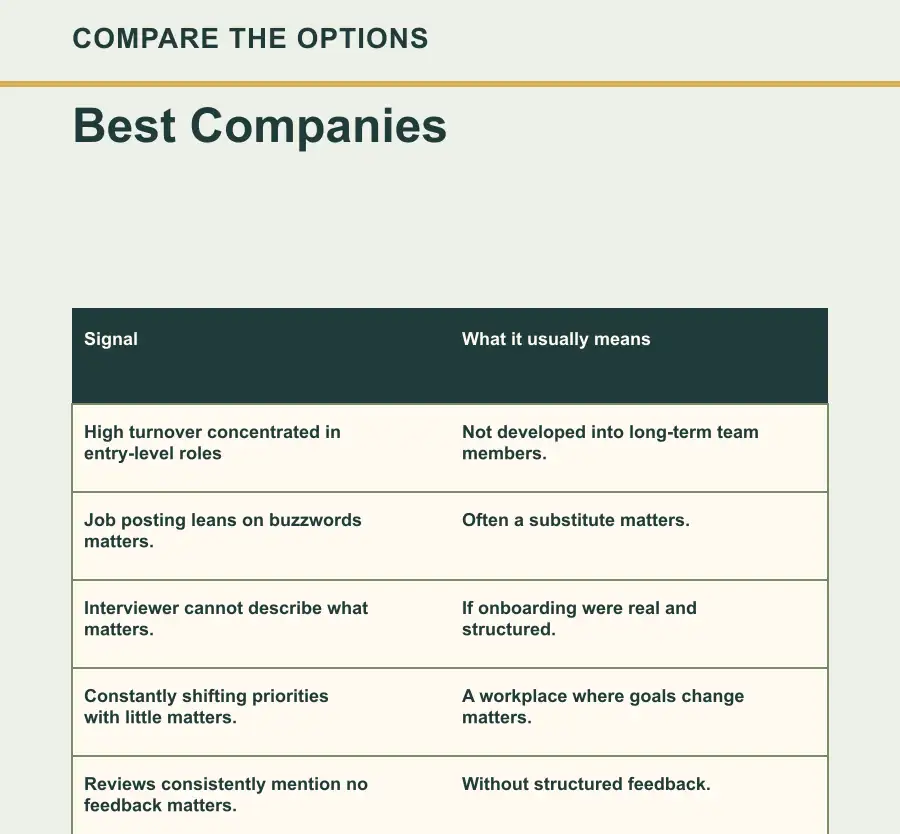 COMPARE THE OPTIONS
Best Companies
Signal
What it usually means
High turnover concentrated in
entry-level roles
Not developed into long-term team
members.
Job posting leans on buzzwords
matters.
Often a substitute matters.
Interviewer cannot describe what
matters.
If onboarding were real and
structured.
Constantly shifting priorities
with little matters.
A workplace where goals change
matters.
Reviews consistently mention no
feedback matters.
Without structured feedback.